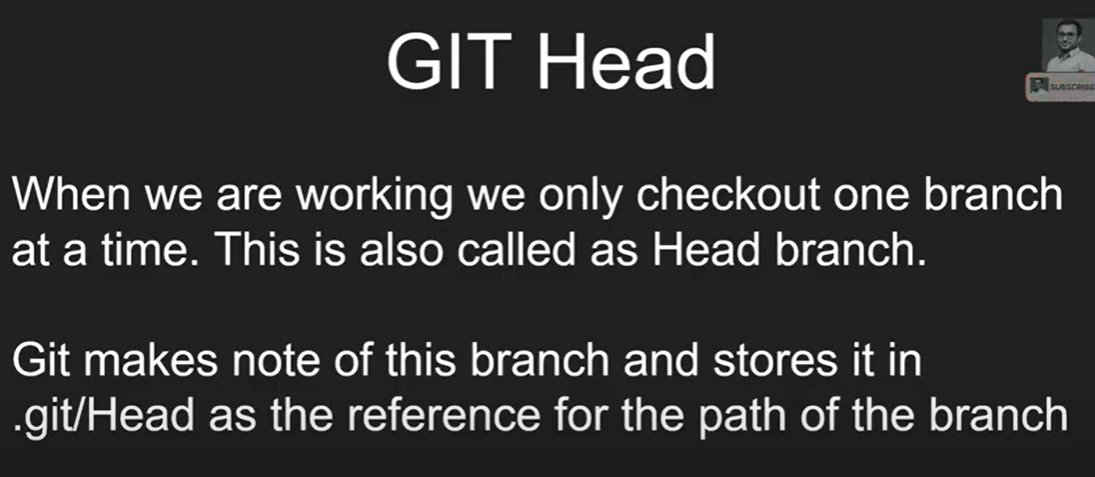 GIT Head
SUBSCRIBE
When we are working we only checkout one branch
at a time. This is also called as Head branch.
Git makes note of this branch and stores it in
.git/Head as the reference for the path of the branch